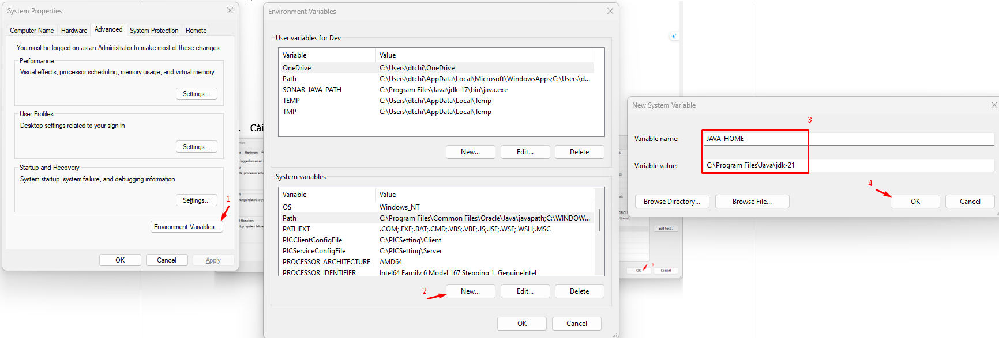 System Properties
Computer Name
Hardware
Advanced
System Protection
Remote
You must be logged on as an Administrator to make most of these changes.
Performance
Visual effects, processor scheduling, memory usage, and virtual memory
Settings...
User Profiles
Desktop settings related to your sign-in
Settings...
Startup and Recovery
System startup, system failure, and debugging information
Settings...
1
Environment Variables...
OK
Cancel
Apply
. Cài
Environment Variables
User variables for Dev
Variable Value
OneDrive C:\Users\dtchi\OneDrive
Path C:\Users\dtchi\AppData\Local\Microsoft\WindowsApps;C:\Users\d...
SONAR_JAVA_PATH C:\Program Files\Java\jdk-17\bin\java.exe
TEMP C:\Users\dtchi\AppData\Local\Temp
TMP C:\Users\dtchi\AppData\Local\Temp
New...
Edit...
Delete
System variables
Variable Value
OS Windows_NT
Path C:\Program Files\Common Files\Oracle\Java\javapath;C:\WINDOW...
PATHEXT .COM;.EXE;.BAT;.CMD;.VBS;.VBE;.JS;.JSE;.WSF;.WSH;.MSC
PJCClientConfigFile C:\PJCSetting\Client
PJCServiceConfigFile C:\PJCSetting\Server
PROCESSOR_ARCHITECTURE AMD64
PROCESSOR_IDENTIFIER Intel64 Family 6 Model 167 Stepping 1, GenuineIntel
2
New...
Edit...
Delete
OK
Cancel
New System Variable
3
Variable name: JAVA_HOME
Variable value: C:\Program Files\Java\jdk-21
4
Browse Directory...
Browse File...
OK
Cancel
Edit text...
6
OK
Cancel